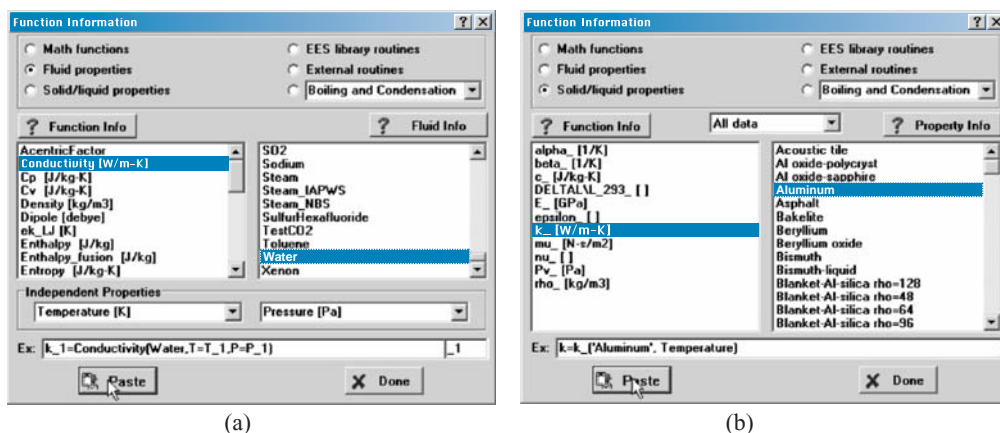 Function Information
Math functions
EES library routines
Fluid properties
External routines
Solid/liquid properties
Boiling and Condensation
? Function Info
? Fluid Info
AcentricFactor
Conductivity [W/m-K]
Cp [J/kg-K]
Cv [J/kg-K]
Density [kg/m3]
Dipole [debye]
ek_LJ [K]
Enthalpy [J/kg]
Enthalpy_fusion [J/kg]
Entropy [J/kg-K]
SO2
Sodium
Steam
Steam_IAPWS
Steam_NBS
SulfurHexafluoride
TestCO2
Toluene
Water
Xenon
Independent Properties
Temperature [K]
Pressure [Pa]
Ex: k_1=Conductivity(Water,T=T_1,P=P_1)
_1
Paste
Done
(a)
Function Information
Math functions
EES library routines
Fluid properties
External routines
Solid/liquid properties
Boiling and Condensation
? Function Info
All data
? Property Info
alpha_ [1/K]
beta_ [1/K]
c_ [J/kg-K]
DELTAL\L_293_ [ ]
E_ [GPa]
epsilon_ [ ]
k_ [W/m-K]
mu_ [N-s/m2]
nu_ [ ]
Pv_ [Pa]
rho_ [kg/m3]
Acoustic tile
Al oxide-polycryst
Al oxide-sapphire
Aluminum
Asphalt
Bakelite
Beryllium
Beryllium oxide
Bismuth
Bismuth-liquid
Blanket-Al-silica rho=128
Blanket-Al-silica rho=48
Blanket-Al-silica rho=64
Blanket-Al-silica rho=96
Ex: k=k_('Aluminum', Temperature)
Paste
Done
(b)